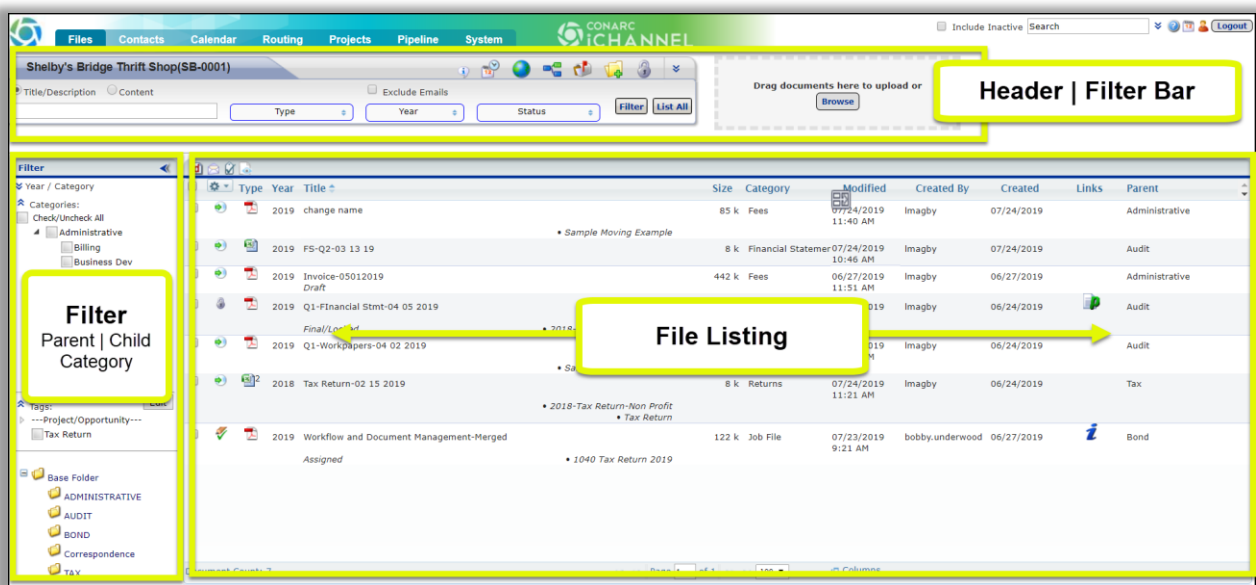 CONARC
iCHANNEL
Include Inactive Search Logout
Files Contacts Calendar Routing Projects Pipeline System
Shelby's Bridge Thrift Shop(SB-0001)
Title/Description Content Exclude Emails
Type Year Status Filter List All
Drag documents here to upload or
Browse
Header | Filter Bar
Filter
Year / Category
Categories:
Check/Uncheck All
Administrative
Billing
Business Dev
Filter
Parent | Child
Category
Tags:
---Project/Opportunity---
Tax Return
Base Folder
ADMINISTRATIVE
AUDIT
BOND
Correspondence
TAX
Type Year Title Size Category Modified Created By Created Links Parent
2019 change name 85 k Fees 07/24/2019 lmagby 07/24/2019 Administrative
11:40 AM
• Sample Moving Example
2019 FS-Q2-03 13 19 8 k Financial Statemer 07/24/2019 lmagby 07/24/2019 Audit
10:46 AM
2019 Invoice-05012019 442 k Fees 06/27/2019 lmagby 06/27/2019 Administrative
Draft 11:51 AM
2019 Q1-FInancial Stmt-04 05 2019 lmagby 06/24/2019 Audit
Final/Locked
File Listing
2019 Q1-Workpapers-04 02 2019 lmagby 06/24/2019 Audit
2018 Tax Return-02 15 2019 8 k Returns 07/24/2019 lmagby 06/24/2019 Tax
11:21 AM
• 2018-Tax Return-Non Profit
• Tax Return
2019 Workflow and Document Management-Merged 122 k Job File 07/23/2019 bobby.underwood 06/27/2019 Bond
9:21 AM
Assigned • 1040 Tax Return 2019
Columns